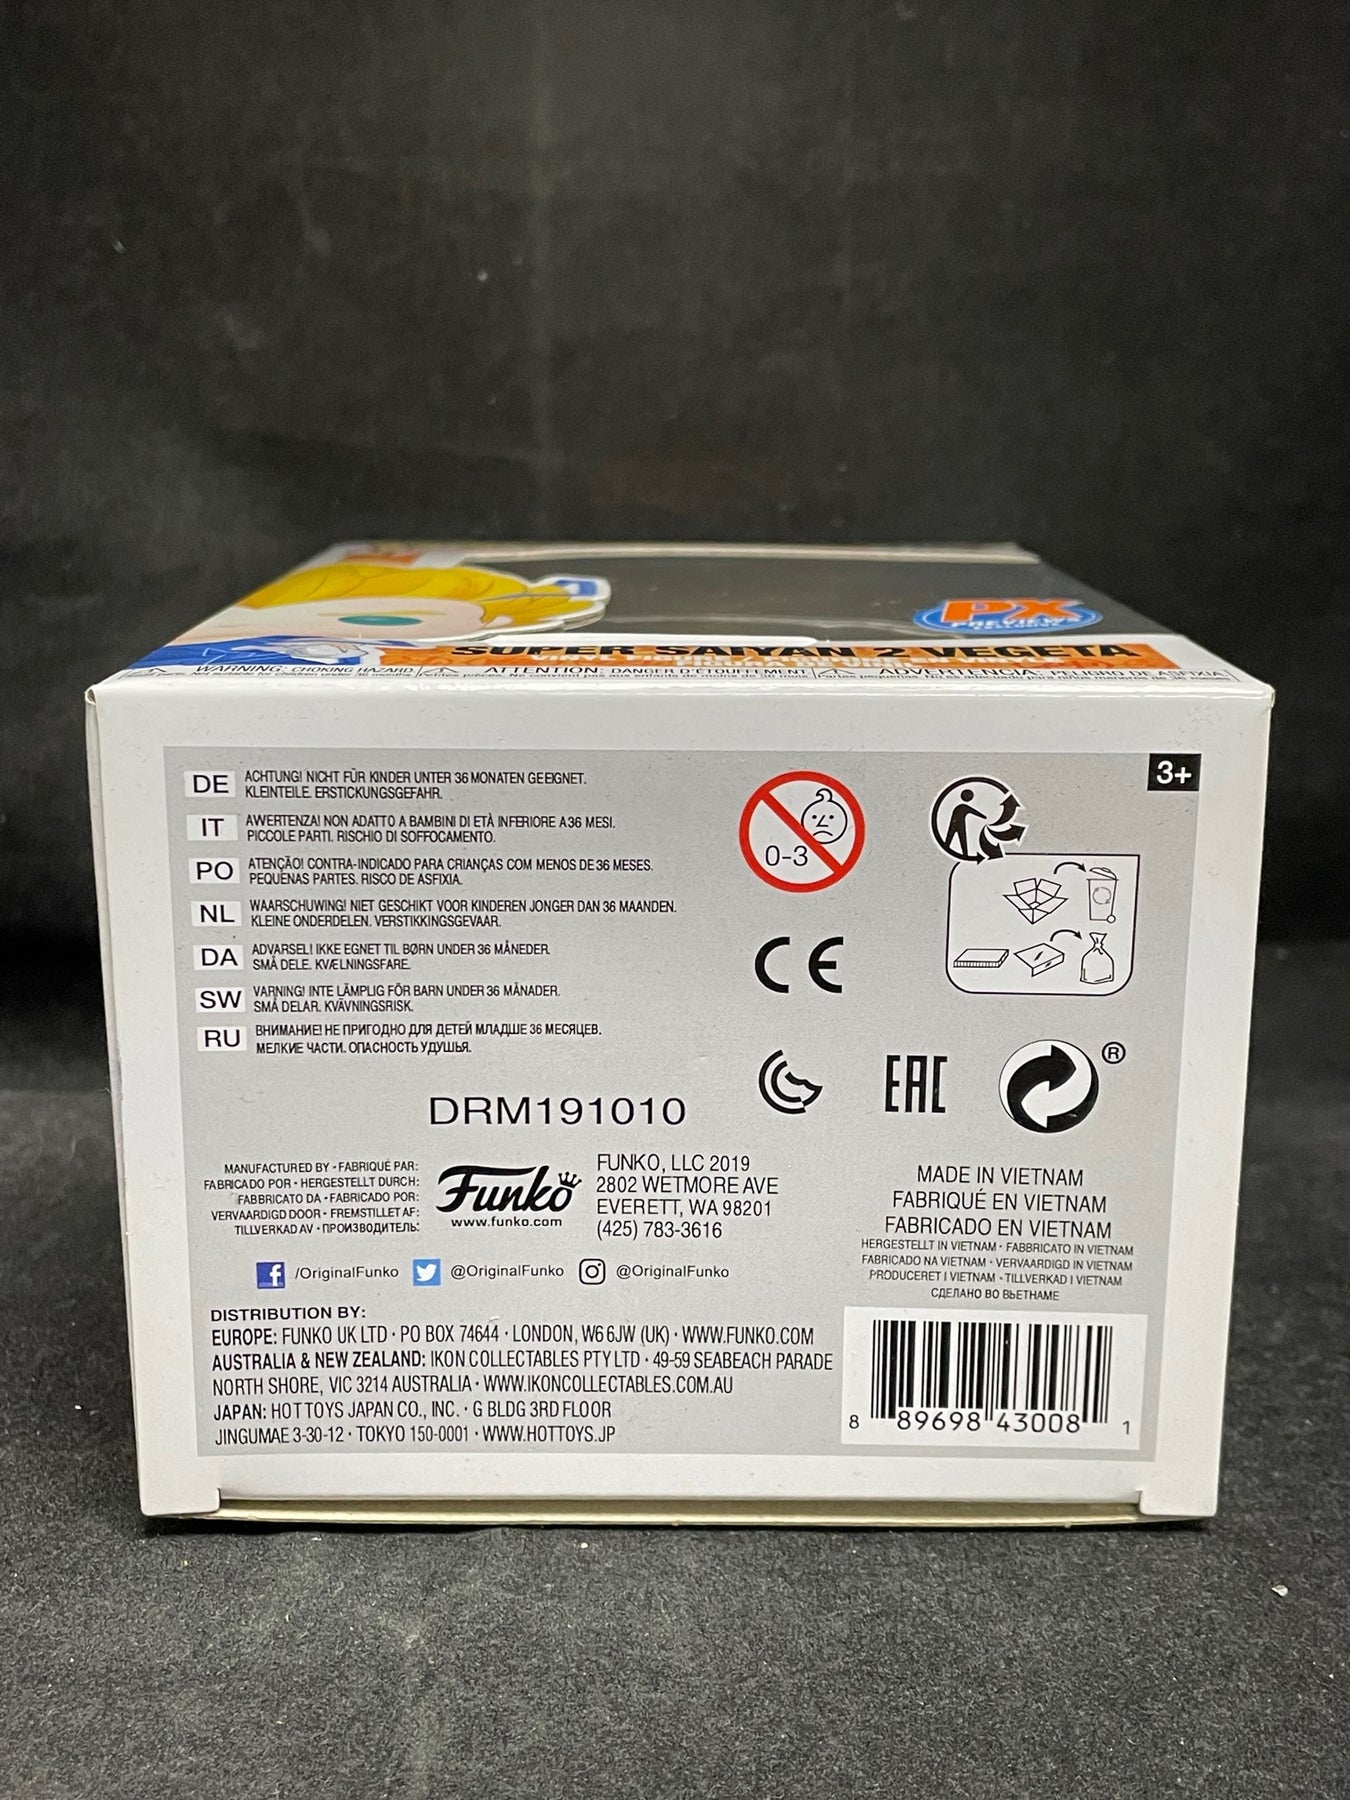 PX
PREVIEWS
SUPER SAIYAN 2 VEGETA
WARNING: CHOKING HAZARD
ATTENTION: DANGER D'ÉTOUFFEMENT
ADVERTENCIA: PELIGRO DE ASFIXIA
3+
DE ACHTUNG! NICHT FÜR KINDER UNTER 36 MONATEN GEEIGNET.
KLEINTEILE. ERSTICKUNGSGEFAHR.
IT AWERTENZA! NON ADATTO A BAMBINI DI ETÀ INFERIORE A 36 MESI.
PICCOLE PARTI. RISCHIO DI SOFFOCAMENTO.
PO ATENÇÃO! CONTRA-INDICADO PARA CRIANÇAS COM MENOS DE 36 MESES.
PEQUENAS PARTES. RISCO DE ASFIXIA.
NL WAARSCHUWING! NIET GESCHIKT VOOR KINDEREN JONGER DAN 36 MAANDEN.
KLEINE ONDERDELEN. VERSTIKKINGSGEVAAR.
DA ADVARSEL! IKKE EGNET TIL BØRN UNDER 36 MÅNEDER.
SMÅ DELE. KVÆLNINGSFARE.
SW VARNING! INTE LÄMPLIG FÖR BARN UNDER 36 MÅNADER.
SMÅ DELAR. KVÄVNINGSRISK.
RU ВНИМАНИЕ! НЕ ПРИГОДНО ДЛЯ ДЕТЕЙ МЛАДШЕ 36 МЕСЯЦЕВ.
МЕЛКИЕ ЧАСТИ. ОПАСНОСТЬ УДУШЬЯ.
0-3
CE
EAC
®
DRM191010
MANUFACTURED BY • FABRIQUÉ PAR:
FABRICADO POR • HERGESTELLT DURCH:
FABBRICATO DA • FABRICADO POR:
VERVAARDIGD DOOR • FREMSTILLET AF:
TILLVERKAD AV • ПРОИЗВОДИТЕЛЬ:
Funko
www.funko.com
FUNKO, LLC 2019
2802 WETMORE AVE
EVERETT, WA 98201
(425) 783-3616
MADE IN VIETNAM
FABRIQUÉ EN VIETNAM
FABRICADO EN VIETNAM
HERGESTELLT IN VIETNAM • FABBRICATO IN VIETNAM
FABRICADO NA VIETNAM • VERVAARDIGD IN VIETNAM
PRODUCERET I VIETNAM • TILLVERKAD I VIETNAM
СДЕЛАНО ВО ВЬЕТНАМЕ
/OriginalFunko @OriginalFunko @OriginalFunko
DISTRIBUTION BY:
EUROPE: FUNKO UK LTD • PO BOX 74644 • LONDON, W6 6JW (UK) • WWW.FUNKO.COM
AUSTRALIA & NEW ZEALAND: IKON COLLECTABLES PTY LTD • 49-59 SEABEACH PARADE
NORTH SHORE, VIC 3214 AUSTRALIA • WWW.IKONCOLLECTABLES.COM.AU
JAPAN: HOT TOYS JAPAN CO., INC. • G BLDG 3RD FLOOR
JINGUMAE 3-30-12 • TOKYO 150-0001 • WWW.HOTTOYS.JP
8 89698 43008 1